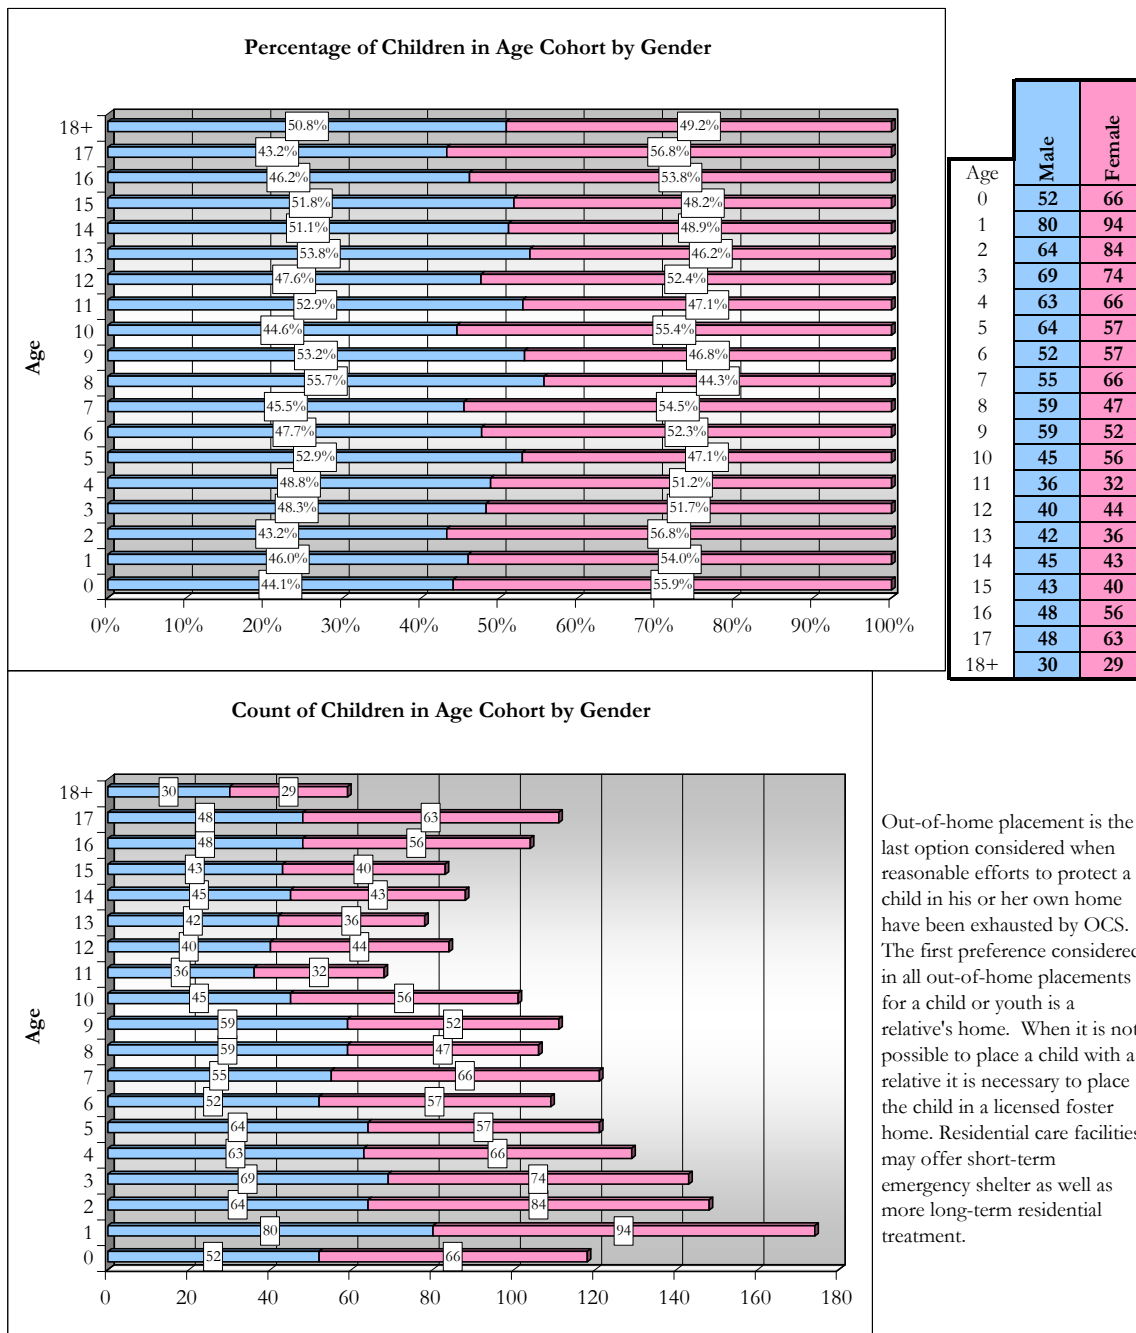 Percentage of Children in Age Cohort by Gender
Age
18+ 50.8% 49.2%
17 43.2% 56.8%
16 46.2% 53.8%
15 51.8% 48.2%
14 51.1% 48.9%
13 53.8% 46.2%
12 47.6% 52.4%
11 52.9% 47.1%
10 44.6% 55.4%
9 53.2% 46.8%
8 55.7% 44.3%
7 45.5% 54.5%
6 47.7% 52.3%
5 52.9% 47.1%
4 48.8% 51.2%
3 48.3% 51.7%
2 43.2% 56.8%
1 46.0% 54.0%
0 44.1% 55.9%
0% 10% 20% 30% 40% 50% 60% 70% 80% 90% 100%
Age Male Female
0 52 66
1 80 94
2 64 84
3 69 74
4 63 66
5 64 57
6 52 57
7 55 66
8 59 47
9 59 52
10 45 56
11 36 32
12 40 44
13 42 36
14 45 43
15 43 40
16 48 56
17 48 63
18+ 30 29
Count of Children in Age Cohort by Gender
Age
18+ 30 29
17 48 63
16 48 56
15 43 40
14 45 43
13 42 36
12 40 44
11 36 32
10 45 56
9 59 52
8 59 47
7 55 66
6 52 57
5 64 57
4 63 66
3 69 74
2 64 84
1 80 94
0 52 66
0 20 40 60 80 100 120 140 160 180
Out-of-home placement is the
last option considered when
reasonable efforts to protect a
child in his or her own home
have been exhausted by OCS.
The first preference considered
in all out-of-home placements
for a child or youth is a
relative's home. When it is not
possible to place a child with a
relative it is necessary to place
the child in a licensed foster
home. Residential care facilities
may offer short-term
emergency shelter as well as
more long-term residential
treatment.